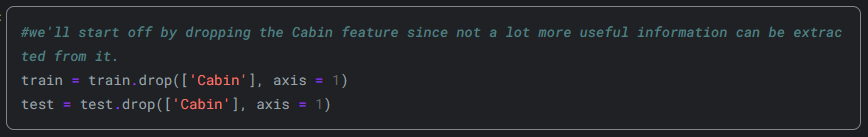 #we'll start off by dropping the Cabin feature since not a lot more useful information can be extrac
ted from it.
train = train.drop(['Cabin'], axis = 1)
test = test.drop(['Cabin'], axis = 1)